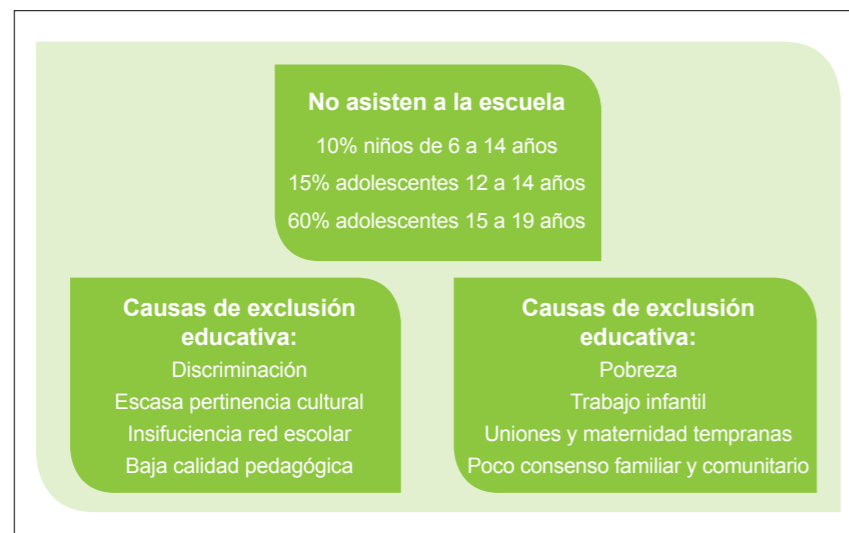 No asisten a la escuela
10% niños de 6 a 14 años
15% adolescentes 12 a 14 años
60% adolescentes 15 a 19 años
Causas de exclusión
educativa:
Discriminación
Escasa pertinencia cultural
Insifuciencia red escolar
Baja calidad pedagógica
Causas de exclusión
educativa:
Pobreza
Trabajo infantil
Uniones y maternidad tempranas
Poco consenso familiar y comunitario